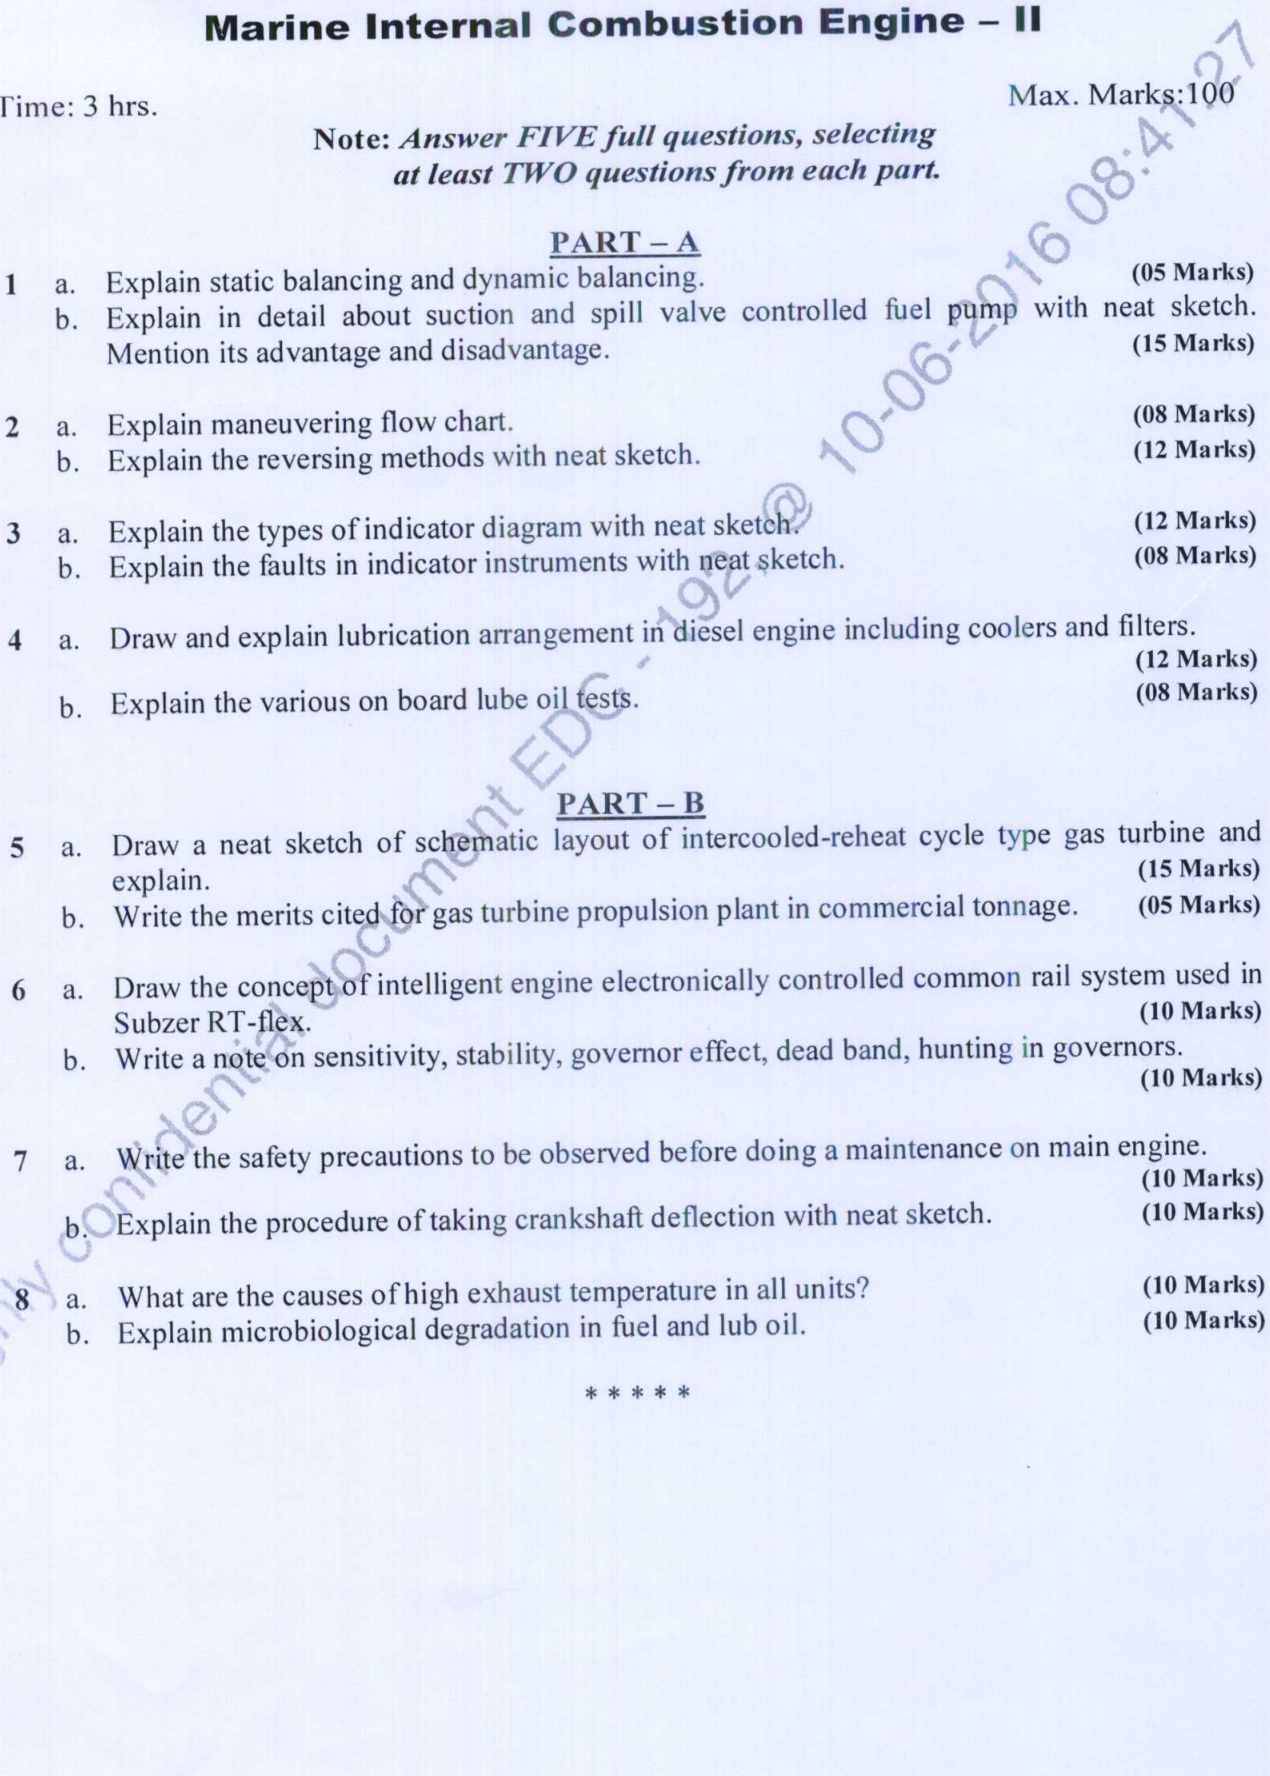 Marine Internal Combustion Engine – II
Time: 3 hrs.
Max. Marks:100
Note: Answer FIVE full questions, selecting
at least TWO questions from each part.
PART – A
1 a. Explain static balancing and dynamic balancing. (05 Marks)
b. Explain in detail about suction and spill valve controlled fuel pump with neat sketch.
Mention its advantage and disadvantage. (15 Marks)
2 a. Explain maneuvering flow chart. (08 Marks)
b. Explain the reversing methods with neat sketch. (12 Marks)
3 a. Explain the types of indicator diagram with neat sketch. (12 Marks)
b. Explain the faults in indicator instruments with neat sketch. (08 Marks)
4 a. Draw and explain lubrication arrangement in diesel engine including coolers and filters.
(12 Marks)
b. Explain the various on board lube oil tests. (08 Marks)
PART – B
5 a. Draw a neat sketch of schematic layout of intercooled-reheat cycle type gas turbine and
explain. (15 Marks)
b. Write the merits cited for gas turbine propulsion plant in commercial tonnage. (05 Marks)
6 a. Draw the concept of intelligent engine electronically controlled common rail system used in
Subzer RT-flex. (10 Marks)
b. Write a note on sensitivity, stability, governor effect, dead band, hunting in governors.
(10 Marks)
7 a. Write the safety precautions to be observed before doing a maintenance on main engine.
(10 Marks)
b. Explain the procedure of taking crankshaft deflection with neat sketch. (10 Marks)
8 a. What are the causes of high exhaust temperature in all units? (10 Marks)
b. Explain microbiological degradation in fuel and lub oil. (10 Marks)
* * * * *
confidential document EDC - 192, @ 10-06-2016 08:41:27